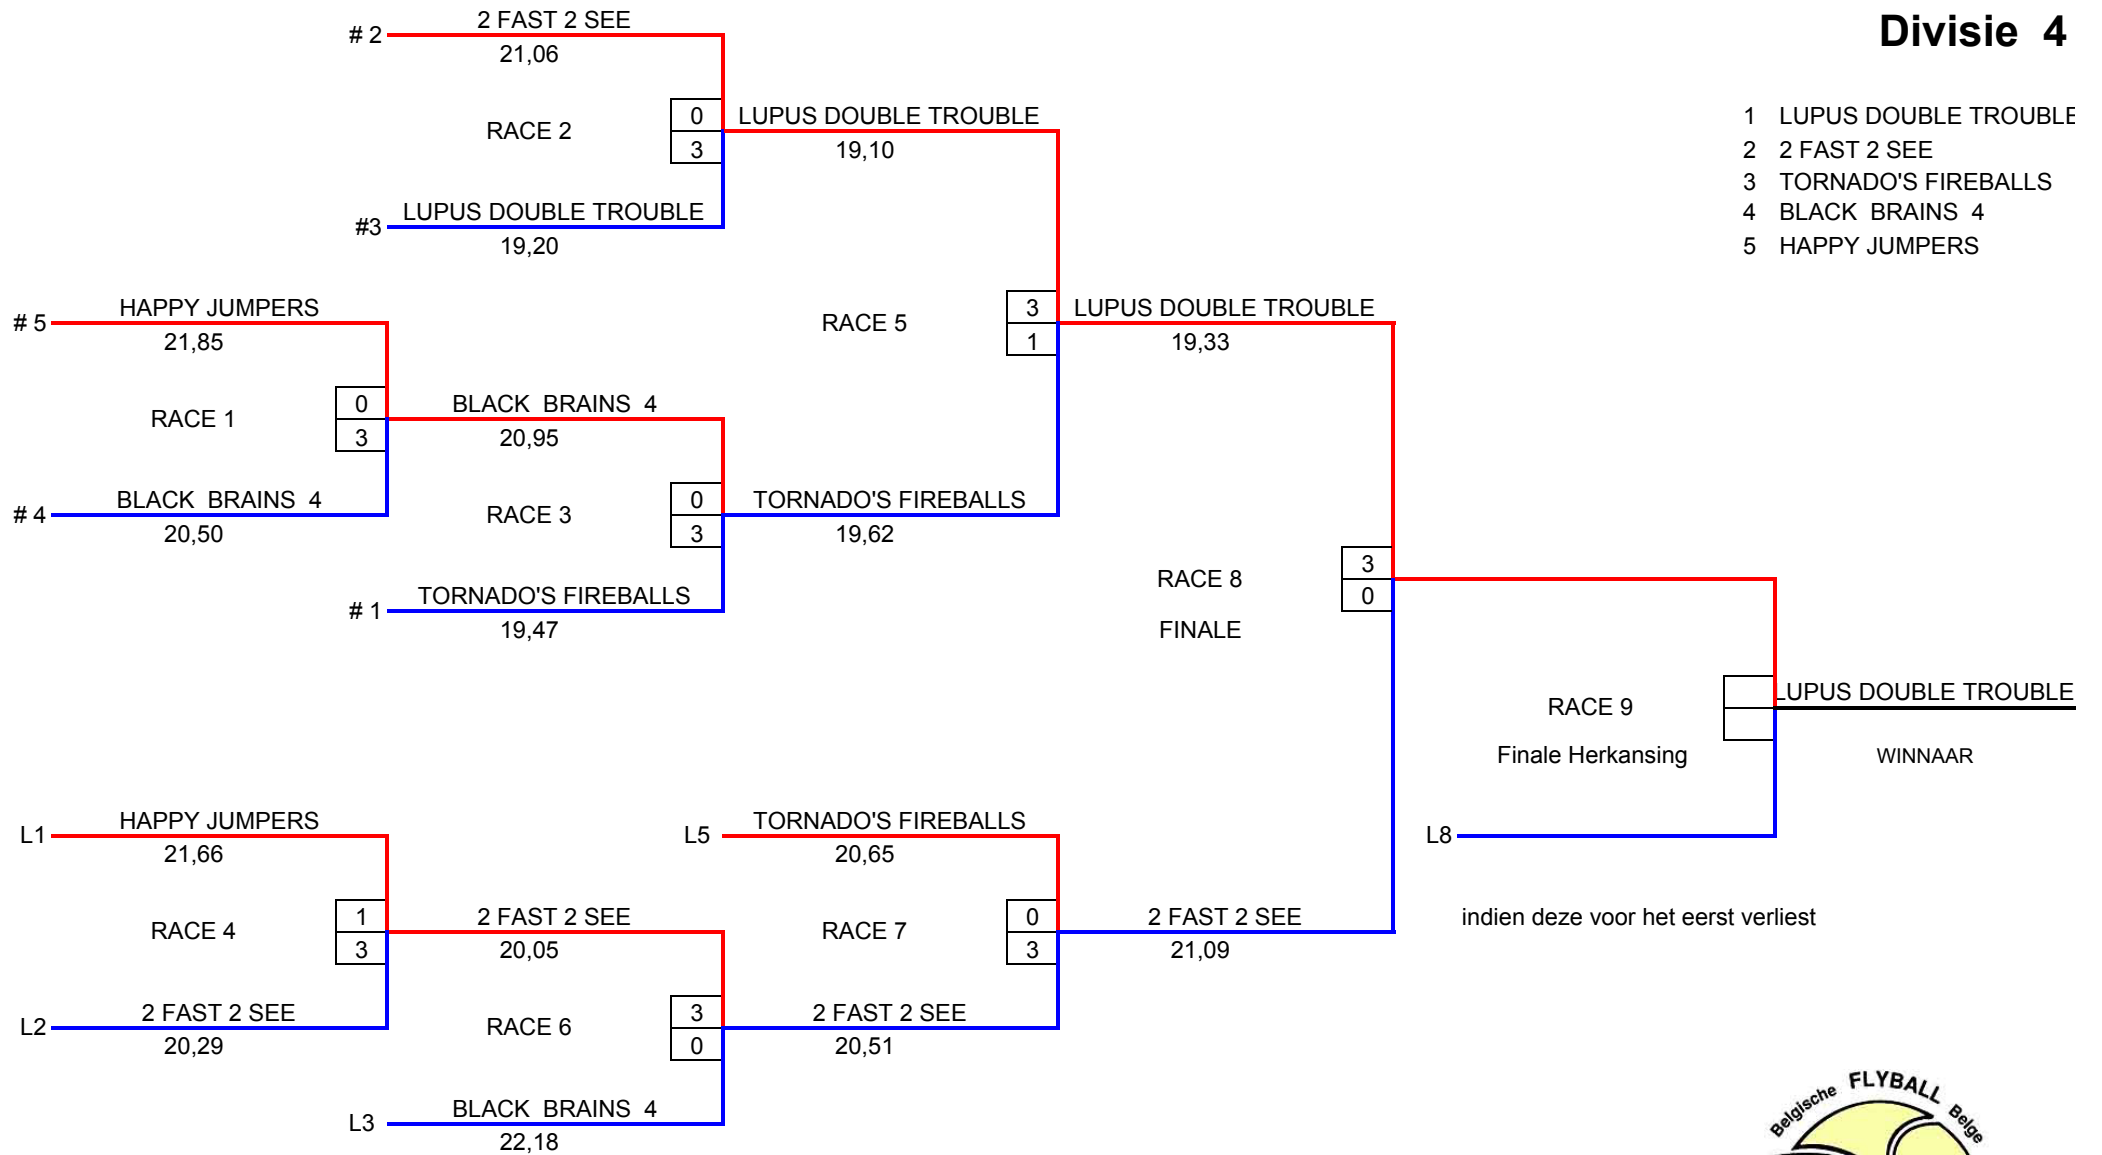 Divisie 4
1 LUPUS DOUBLE TROUBLE
2 2 FAST 2 SEE
3 TORNADO'S FIREBALLS
4 BLACK BRAINS 4
5 HAPPY JUMPERS
# 2 2 FAST 2 SEE
21,06
RACE 2
0
3
#3 LUPUS DOUBLE TROUBLE
19,20
LUPUS DOUBLE TROUBLE
19,10
# 5 HAPPY JUMPERS
21,85
RACE 1
0
3
# 4 BLACK BRAINS 4
20,50
BLACK BRAINS 4
20,95
RACE 3
0
3
# 1 TORNADO'S FIREBALLS
19,47
TORNADO'S FIREBALLS
19,62
RACE 5
3
1
LUPUS DOUBLE TROUBLE
19,33
RACE 8
FINALE
3
0
RACE 9
Finale Herkansing
LUPUS DOUBLE TROUBLE
WINNAAR
L8
indien deze voor het eerst verliest
L1 HAPPY JUMPERS
21,66
RACE 4
1
3
L2 2 FAST 2 SEE
20,29
2 FAST 2 SEE
20,05
RACE 6
3
0
L3 BLACK BRAINS 4
22,18
L5 TORNADO'S FIREBALLS
20,65
RACE 7
0
3
2 FAST 2 SEE
20,51
2 FAST 2 SEE
21,09
Belgische FLYBALL Belge